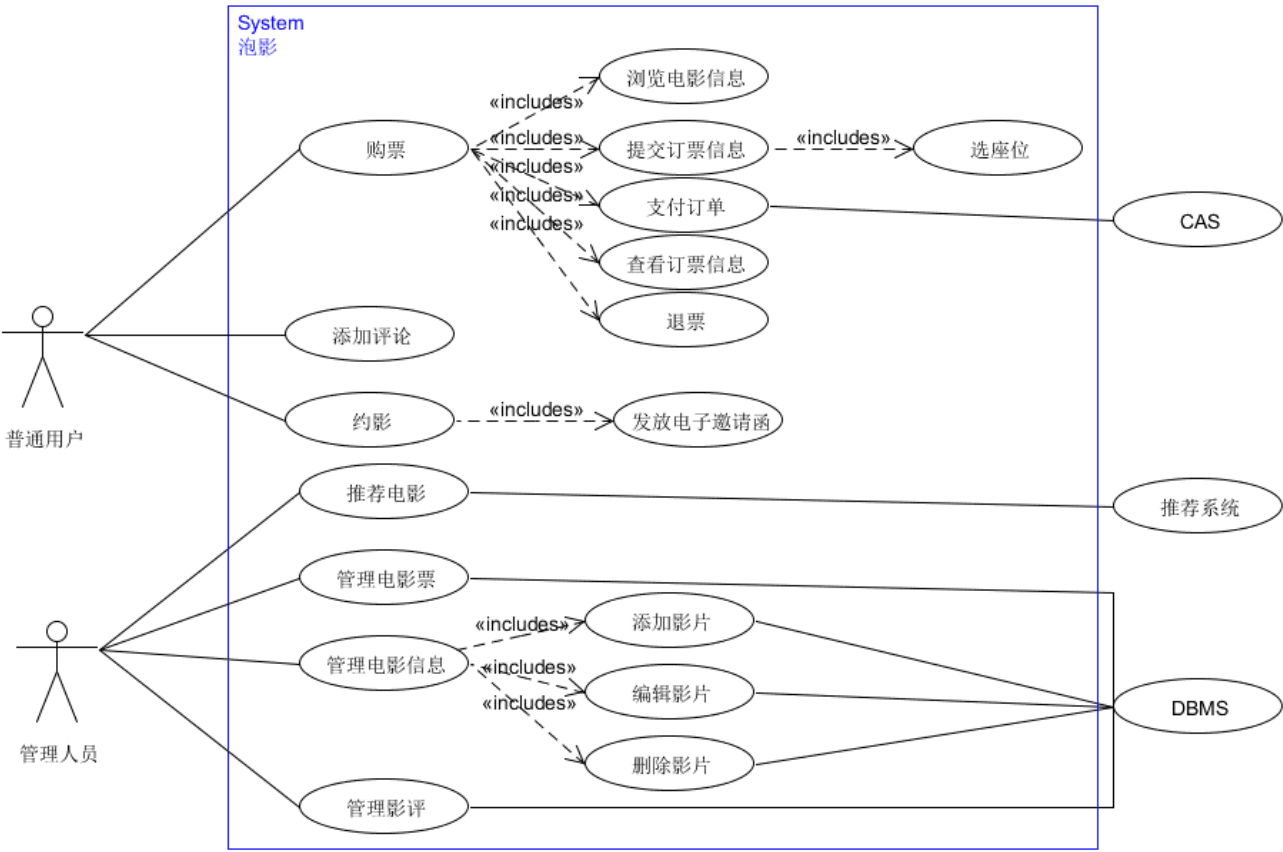 System
泡影
浏览电影信息
«includes»
购票
«includes»
提交订票信息
«includes»
选座位
«includes»
«includes»
支付订单
CAS
«includes»
查看订票信息
退票
添加评论
普通用户
约影
«includes»
发放电子邀请函
推荐电影
推荐系统
管理电影票
«includes»
添加影片
管理电影信息
«includes»
编辑影片
«includes»
DBMS
管理人员
删除影片
管理影评